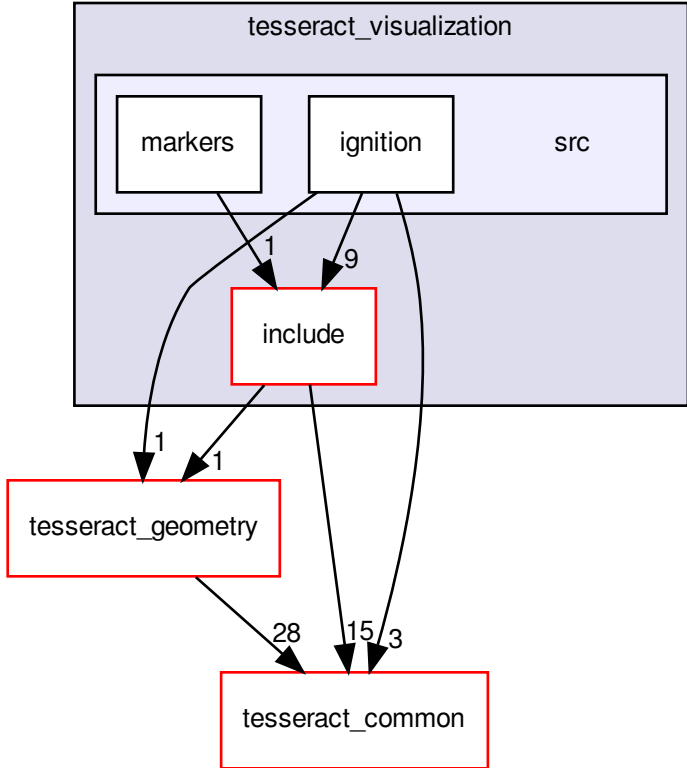 tesseract_visualization
markers
ignition
src
1
9
include
1
1
tesseract_geometry
28
15
3
tesseract_common